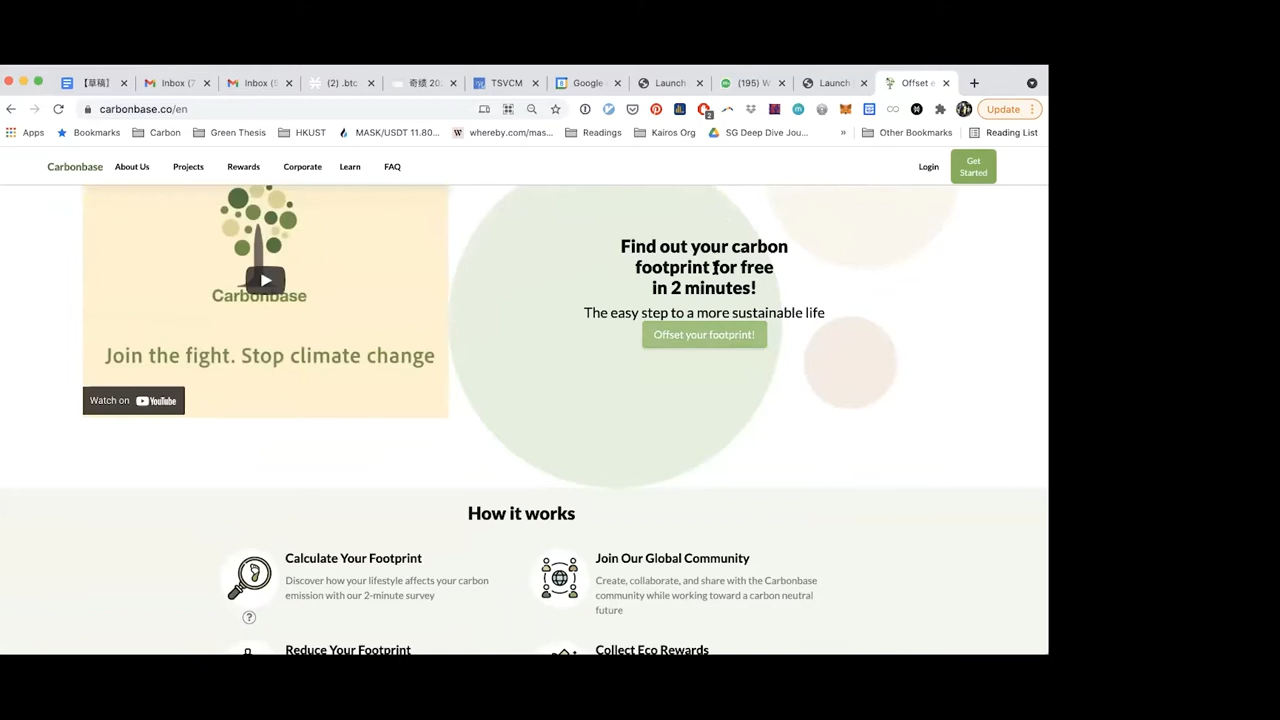 【草稿】
Inbox (7
Inbox (5
(2) .btc
奇绩 20
TSVCM
Google
Launch
(195) W
Launch
Offset e
carbonbase.co/en
2
Update
Apps
Bookmarks
Carbon
Green Thesis
HKUST
MASK/USDT 11.80...
whereby.com/mas...
Readings
Kairos Org
SG Deep Dive Jou...
»
Other Bookmarks
Reading List
Carbonbase
About Us
Projects
Rewards
Corporate
Learn
FAQ
Login
Get
Started
Carbonbase
Join the fight. Stop climate change
Watch on YouTube
Find out your carbon
footprint for free
in 2 minutes!
The easy step to a more sustainable life
Offset your footprint!
How it works
Calculate Your Footprint
Discover how your lifestyle affects your carbon
emission with our 2-minute survey
?
Join Our Global Community
Create, collaborate, and share with the Carbonbase
community while working toward a carbon neutral
future
Reduce Your Footprint
Collect Eco Rewards